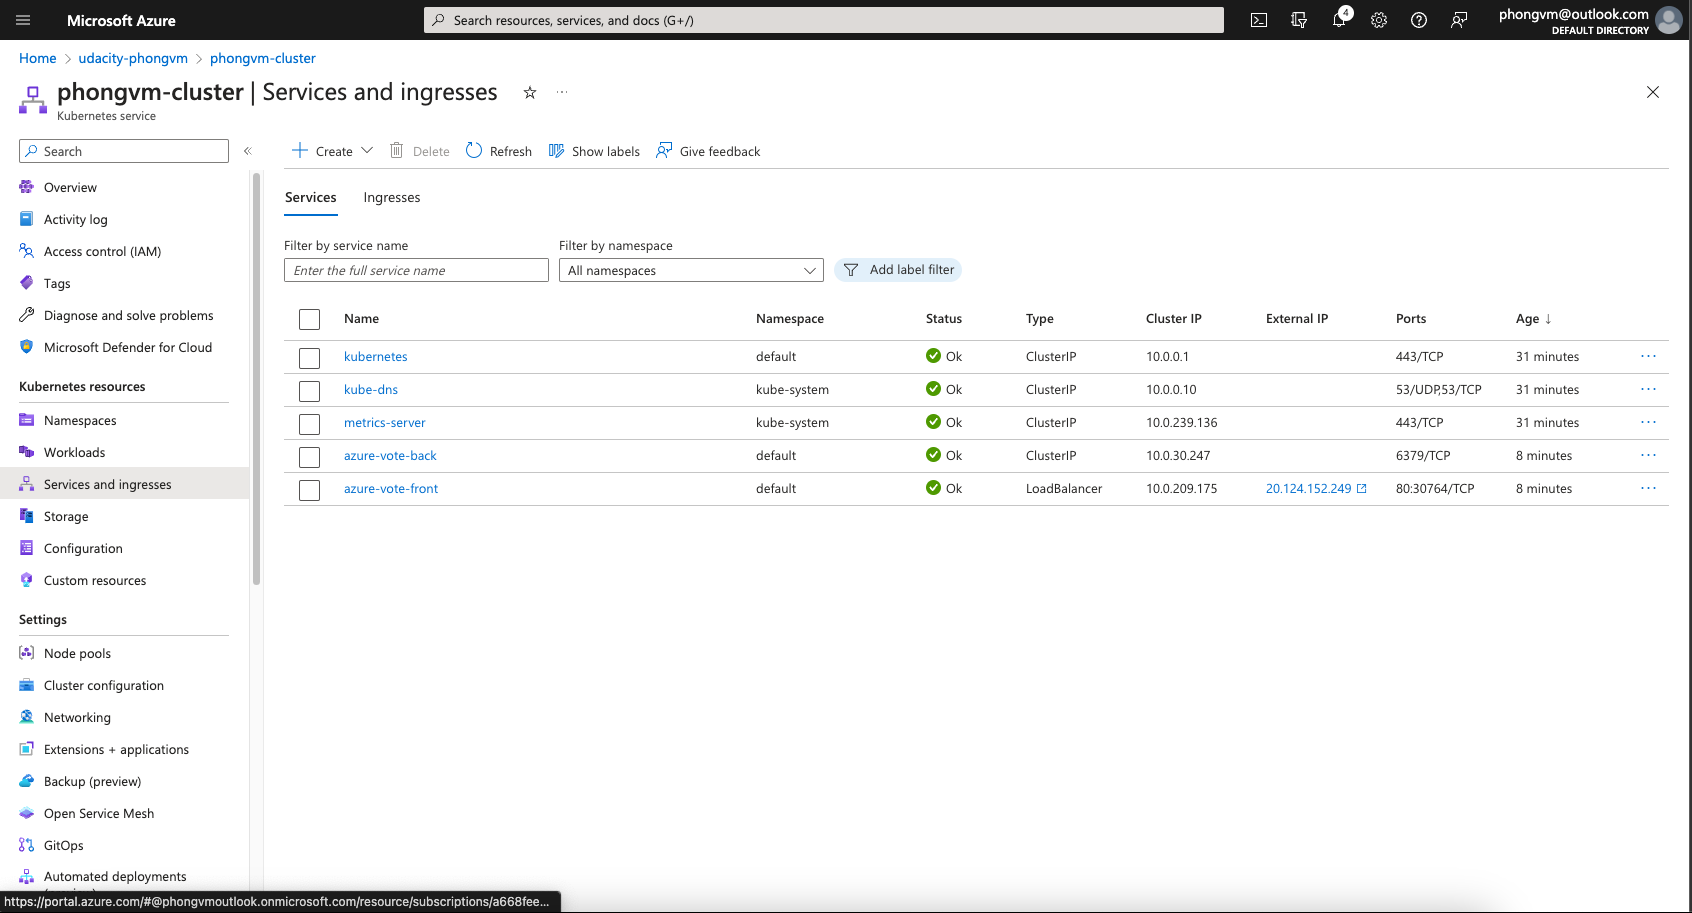 Microsoft Azure
Search resources, services, and docs (G+/)
4
phongvm@outlook.com
DEFAULT DIRECTORY
Home > udacity-phongvm > phongvm-cluster
phongvm-cluster | Services and ingresses
Kubernetes service
Search
Overview
Activity log
Access control (IAM)
Tags
Diagnose and solve problems
Microsoft Defender for Cloud
Kubernetes resources
Namespaces
Workloads
Services and ingresses
Storage
Configuration
Custom resources
Settings
Node pools
Cluster configuration
Networking
Extensions + applications
Backup (preview)
Open Service Mesh
GitOps
Automated deployments
Create Delete Refresh Show labels Give feedback
Services Ingresses
Filter by service name Filter by namespace
Enter the full service name All namespaces Add label filter
Name Namespace Status Type Cluster IP External IP Ports Age ↓
kubernetes default Ok ClusterIP 10.0.0.1 443/TCP 31 minutes
kube-dns kube-system Ok ClusterIP 10.0.0.10 53/UDP,53/TCP 31 minutes
metrics-server kube-system Ok ClusterIP 10.0.239.136 443/TCP 31 minutes
azure-vote-back default Ok ClusterIP 10.0.30.247 6379/TCP 8 minutes
azure-vote-front default Ok LoadBalancer 10.0.209.175 20.124.152.249 80:30764/TCP 8 minutes
https://portal.azure.com/#@phongvmoutlook.onmicrosoft.com/resource/subscriptions/a668fee...